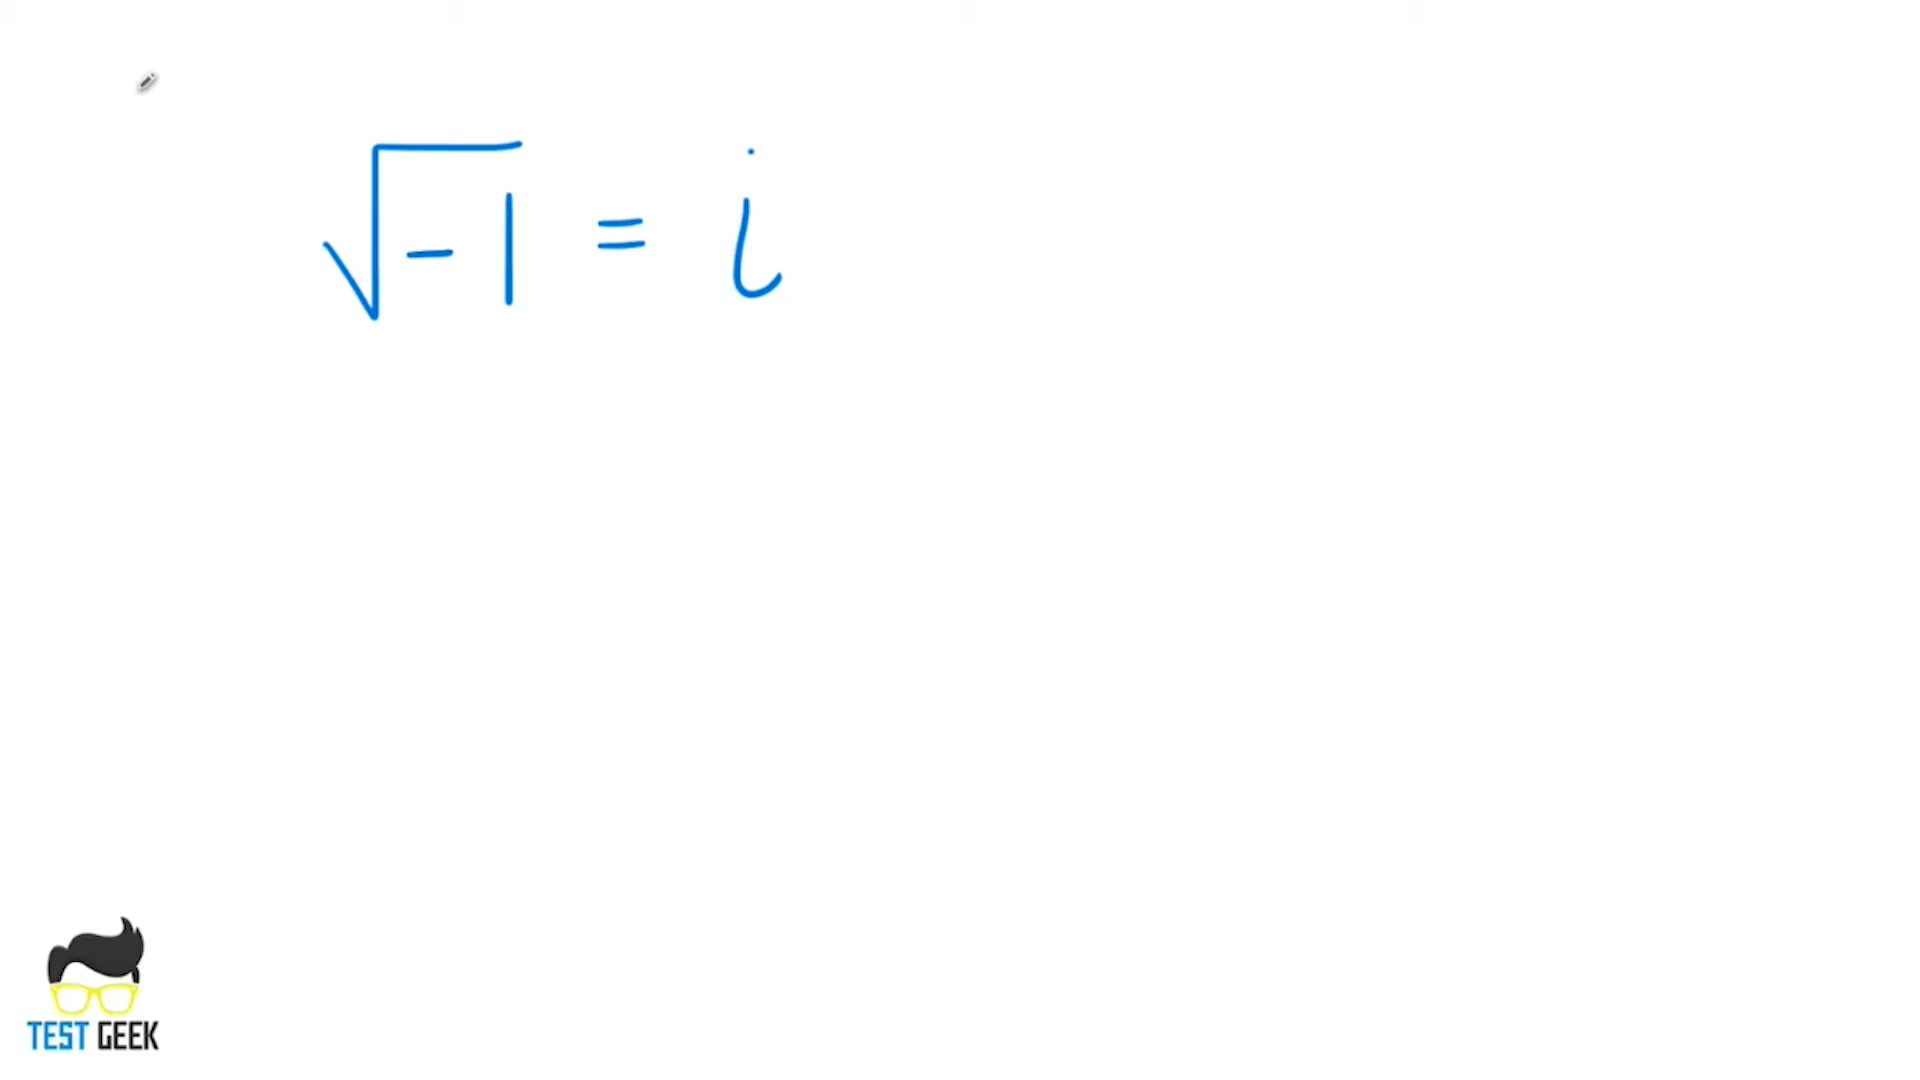 √-1 = i
TEST GEEK